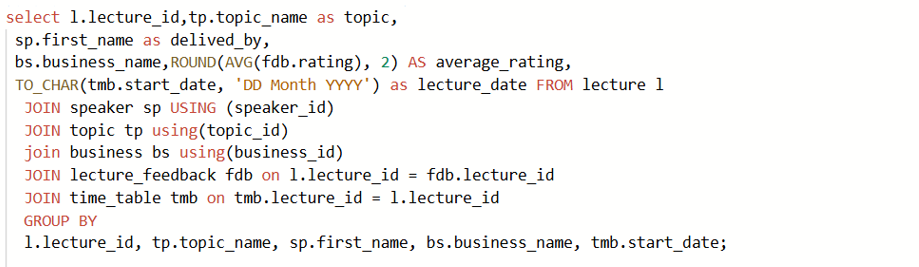 select l.lecture_id,tp.topic_name as topic,
sp.first_name as delived_by,
bs.business_name,ROUND(AVG(fdb.rating), 2) AS average_rating,
TO_CHAR(tmb.start_date, 'DD Month YYYY') as lecture_date FROM lecture l
JOIN speaker sp USING (speaker_id)
JOIN topic tp using(topic_id)
join business bs using(business_id)
JOIN lecture_feedback fdb on l.lecture_id = fdb.lecture_id
JOIN time_table tmb on tmb.lecture_id = l.lecture_id
GROUP BY
l.lecture_id, tp.topic_name, sp.first_name, bs.business_name, tmb.start_date;